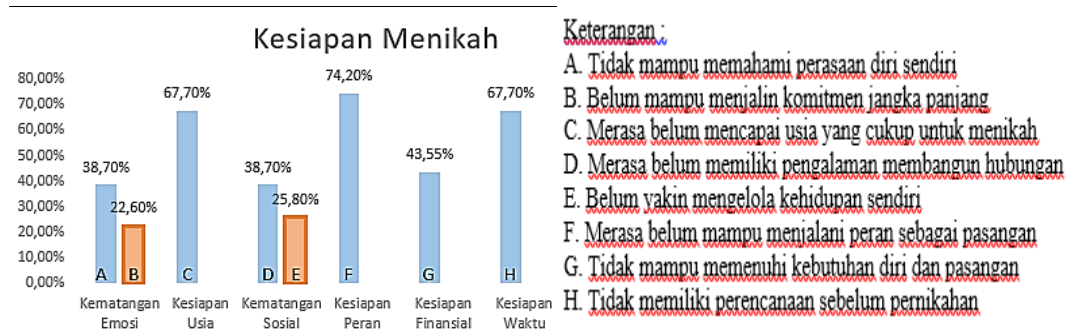 Kesiapan Menikah
80,00%
70,00%
60,00%
50,00%
40,00%
30,00%
20,00%
10,00%
0,00%
38,70%
22,60%
67,70%
38,70%
25,80%
74,20%
43,55%
67,70%
A
B
C
D
E
F
G
H
Kematangan
Emosi
Kesiapan
Usia
Kematangan
Sosial
Kesiapan
Peran
Kesiapan
Finansial
Kesiapan
Waktu
Keterangan :
A. Tidak mampu memahami perasaan diri sendiri
B. Belum mampu menjalin komitmen jangka panjang
C. Merasa belum mencapai usia yang cukup untuk menikah
D. Merasa belum memiliki pengalaman membangun hubungan
E. Belum yakin mengelola kehidupan sendiri
F. Merasa belum mampu menjalani peran sebagai pasangan
G. Tidak mampu memenuhi kebutuhan diri dan pasangan
H. Tidak memiliki perencanaan sebelum pernikahan